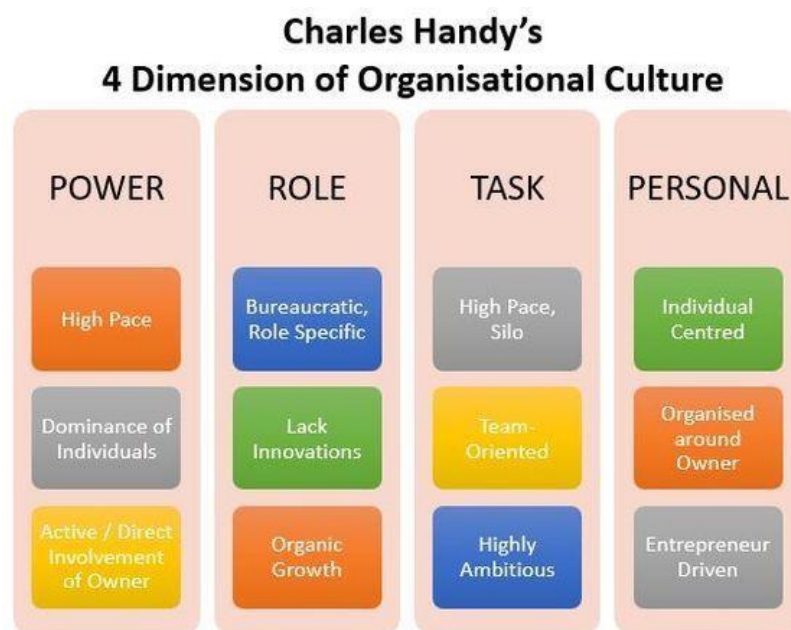 Charles Handy's
4 Dimension of Organisational Culture
POWER
High Pace
Dominance of
Individuals
Active / Direct
Involvement
of Owner
ROLE
Bureaucratic,
Role Specific
Lack
Innovations
Organic
Growth
TASK
High Pace,
Silo
Team-
Oriented
Highly
Ambitious
PERSONAL
Individual
Centred
Organised
around
Owner
Entrepreneur
Driven